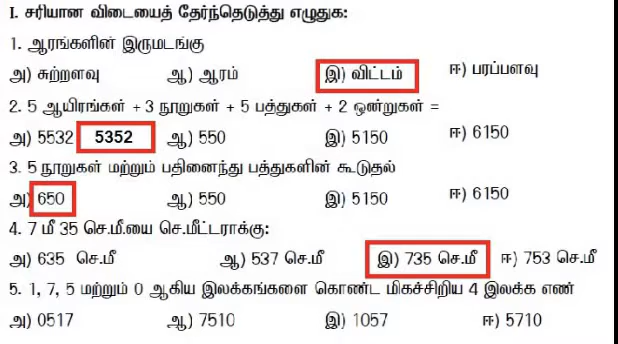 I. சரியான விடையைத் தேர்ந்தெடுத்து எழுதுக:
1. ஆரங்களின் இருமடங்கு
அ) சுற்றளவு ஆ) ஆரம் இ) விட்டம் ஈ) பரப்பளவு
2. 5 ஆயிரங்கள் + 3 நூறுகள் + 5 பத்துகள் + 2 ஒன்றுகள் =
அ) 5532 5352 ஆ) 550 இ) 5150 ஈ) 6150
3. 5 நூறுகள் மற்றும் பதினைந்து பத்துகளின் கூடுதல்
அ) 650 ஆ) 550 இ) 5150 ஈ) 6150
4. 7 மீ 35 செ.மீ.யை செ.மீட்டராக்கு:
அ) 635 செ.மீ ஆ) 537 செ.மீ இ) 735 செ.மீ ஈ) 753 செ.மீ
5. 1, 7, 5 மற்றும் 0 ஆகிய இலக்கங்களை கொண்ட மிகச்சிறிய 4 இலக்க எண்
அ) 0517 ஆ) 7510 இ) 1057 ஈ) 5710